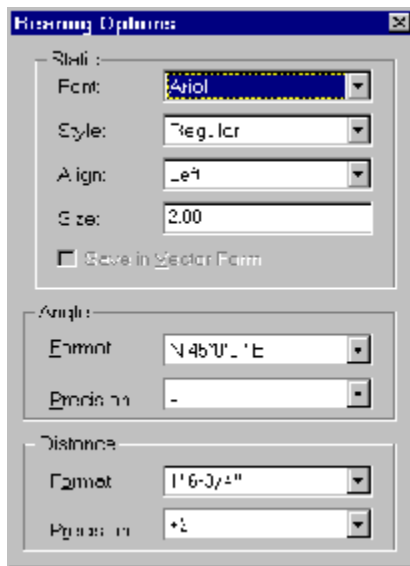 Bearing Options
Static
Font: Arial
Style: Regular
Align: Left
Size: 2.00
Save in Vector Form
Angle
Format
Precision
Distance
Format
Precision